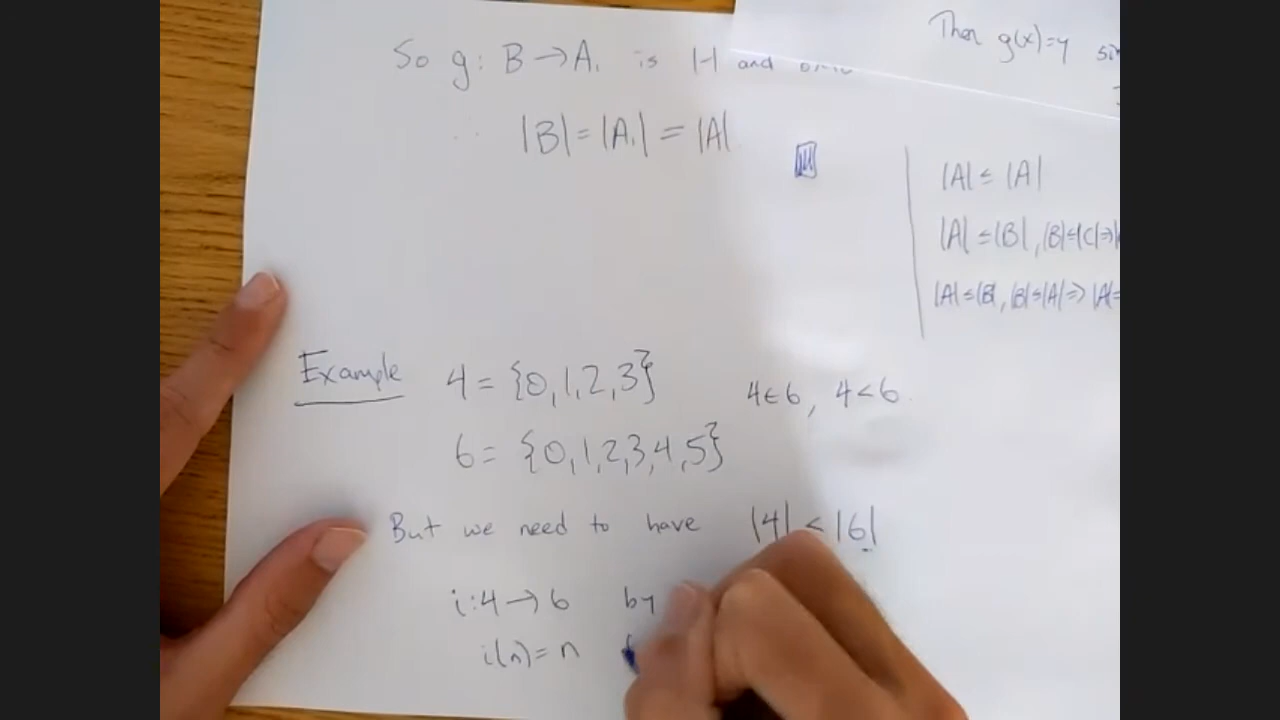 So g: B → A₁ is 1-1 and
∴ |B| = |A₁| = |A|
Then g(x)=y
|A| ≤ |A|
|A| ≤ |B|, |B| ≤ |C| ⇒
|A| ≤ |B|, |B| ≤ |A| ⇒ |A| =
Example 4 = {0,1,2,3} 4∈6, 4<6
6 = {0,1,2,3,4,5}
But we need to have |4| < |6|
i: 4 → 6 by
i(n) = n